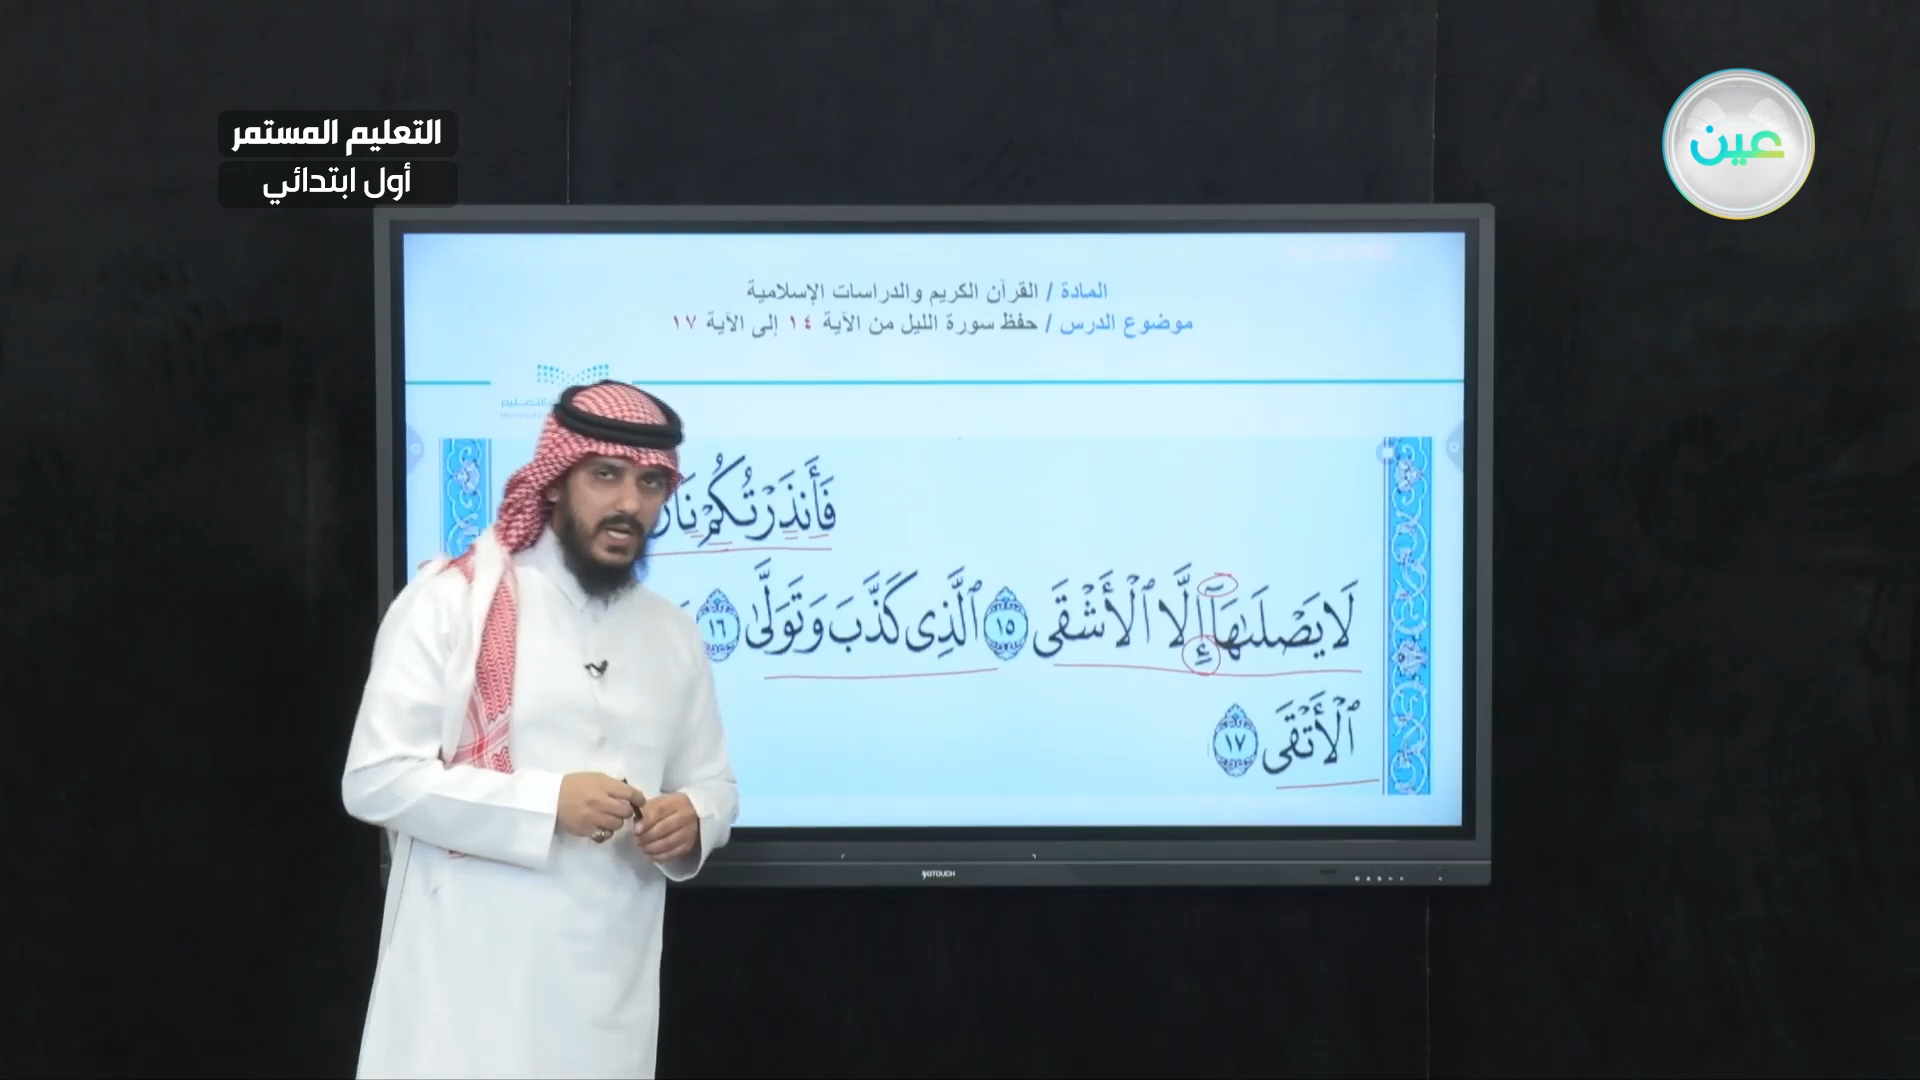 التعليم المستمر
أول ابتدائي
عين
المادة / القرآن الكريم والدراسات الإسلامية
موضوع الدرس / حفظ سورة الليل من الآية ١٤ إلى الآية ١٧
فَأَنذَرْتُكُمْ نَارً
لَا يَصْلَىٰهَآ إِلَّا ٱلْأَشْقَى ١٥ ٱلَّذِى كَذَّبَ وَتَوَلَّىٰ ١٦
ٱلْأَتْقَى ١٧